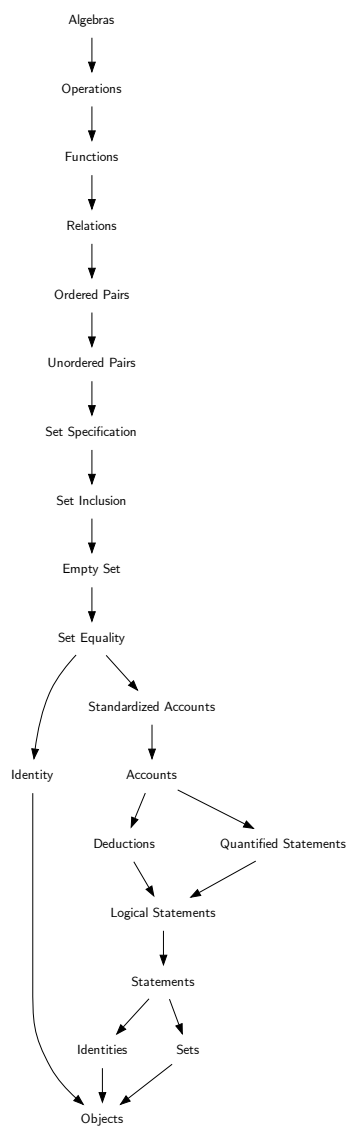 Algebras
Operations
Functions
Relations
Ordered Pairs
Unordered Pairs
Set Specification
Set Inclusion
Empty Set
Set Equality
Standardized Accounts
Identity
Accounts
Deductions
Quantified Statements
Logical Statements
Statements
Identities
Sets
Objects